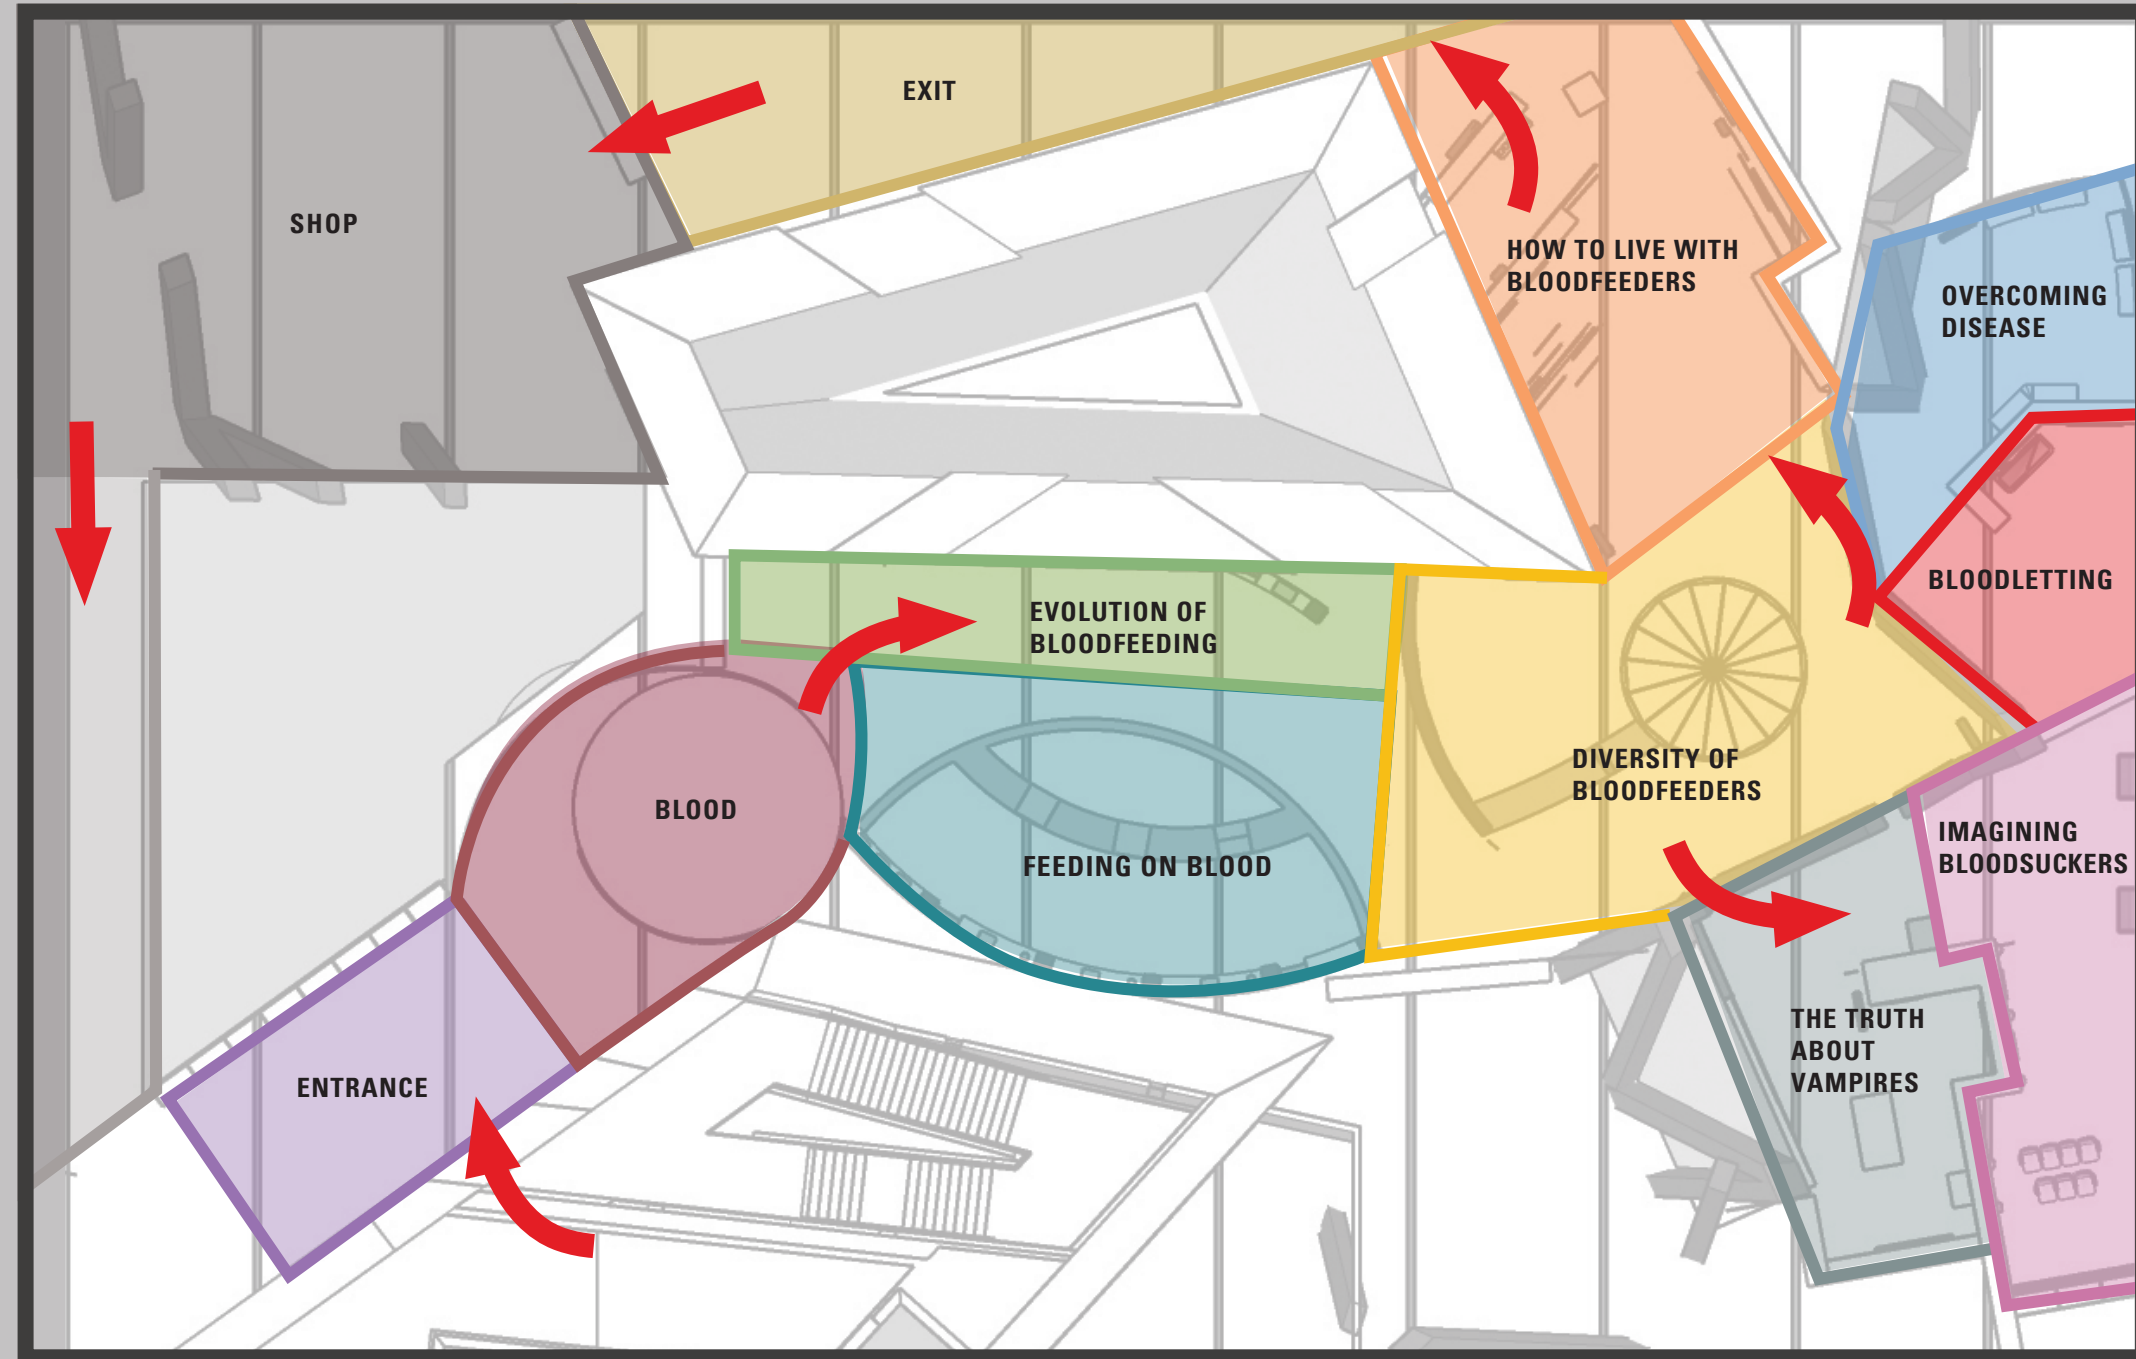 EXIT
SHOP
HOW TO LIVE WITH
BLOODFEEDERS
OVERCOMING
DISEASE
BLOODLETTING
EVOLUTION OF
BLOODFEEDING
DIVERSITY OF
BLOODFEEDERS
BLOOD
FEEDING ON BLOOD
IMAGINING
BLOODSUCKERS
THE TRUTH
ABOUT
VAMPIRES
ENTRANCE